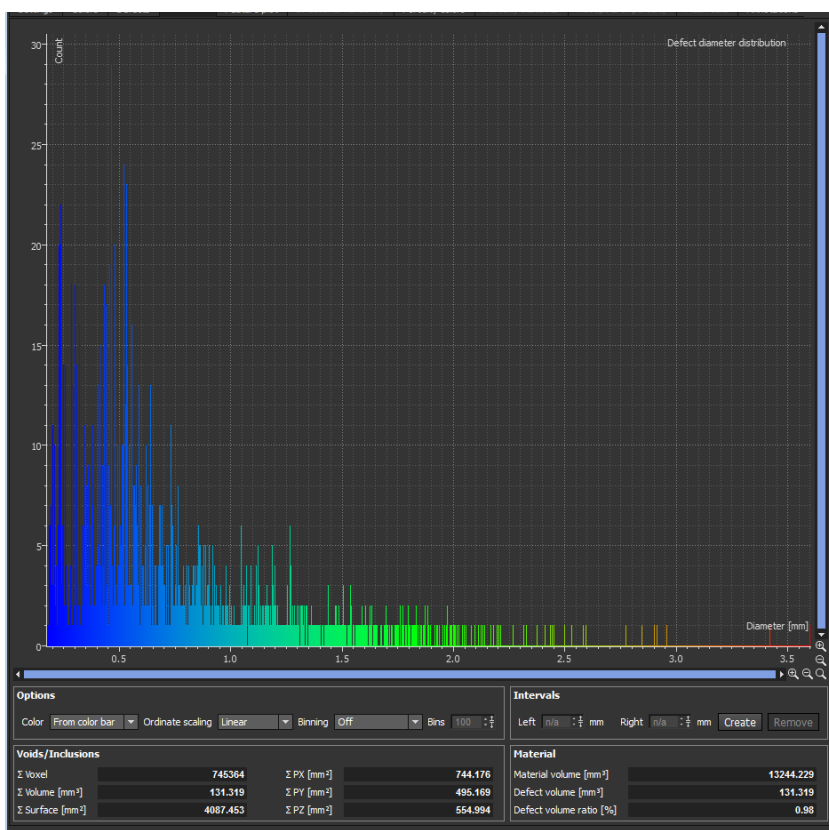 Defect diameter distribution
Count
30
25
20
15
10
5
0
Diameter [mm]
0.5 1.0 1.5 2.0 2.5 3.0 3.5
Options
Color From color bar Ordinate scaling Linear Binning Off Bins 100
Intervals
Left n/a mm Right n/a mm Create Remove
Voids/Inclusions
Σ Voxel 745364 Σ PX [mm²] 744.176
Σ Volume [mm³] 131.319 Σ PY [mm²] 495.169
Σ Surface [mm²] 4087.453 Σ PZ [mm²] 554.994
Material
Material volume [mm³] 13244.229
Defect volume [mm³] 131.319
Defect volume ratio [%] 0.98